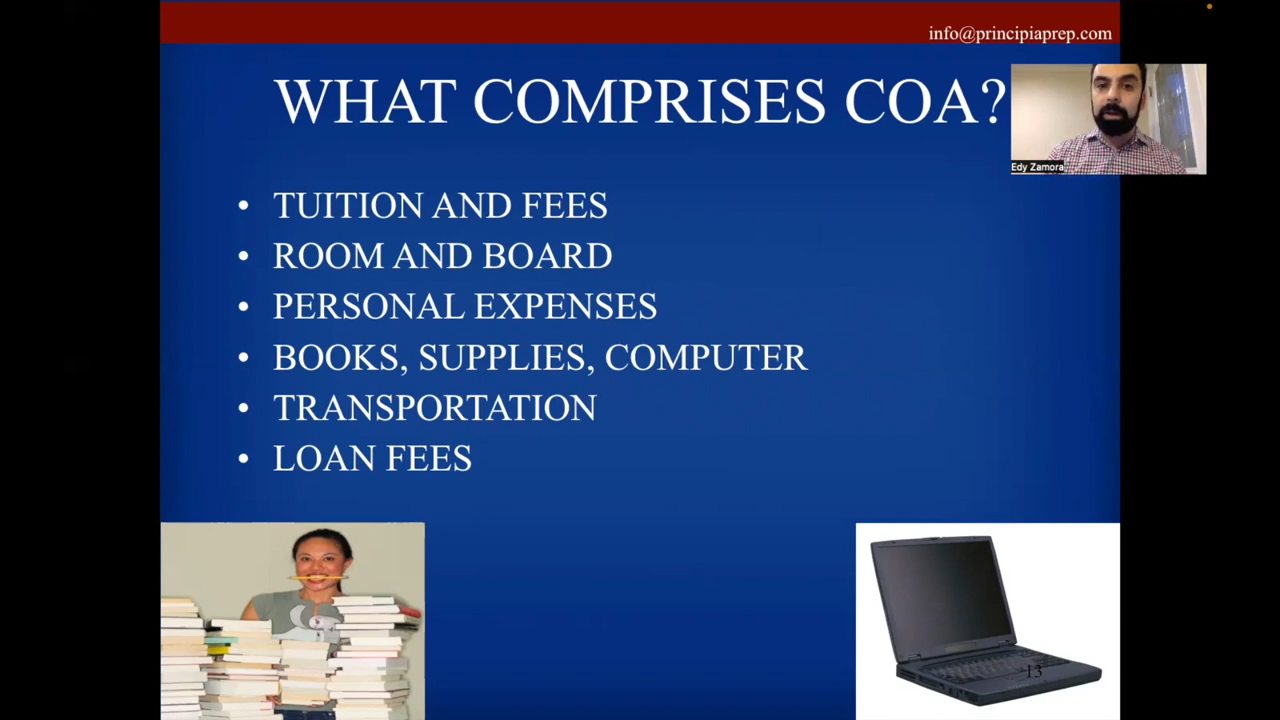 info@principiaprep.com
WHAT COMPRISES COA?
Edy Zamora
• TUITION AND FEES
• ROOM AND BOARD
• PERSONAL EXPENSES
• BOOKS, SUPPLIES, COMPUTER
• TRANSPORTATION
• LOAN FEES
13